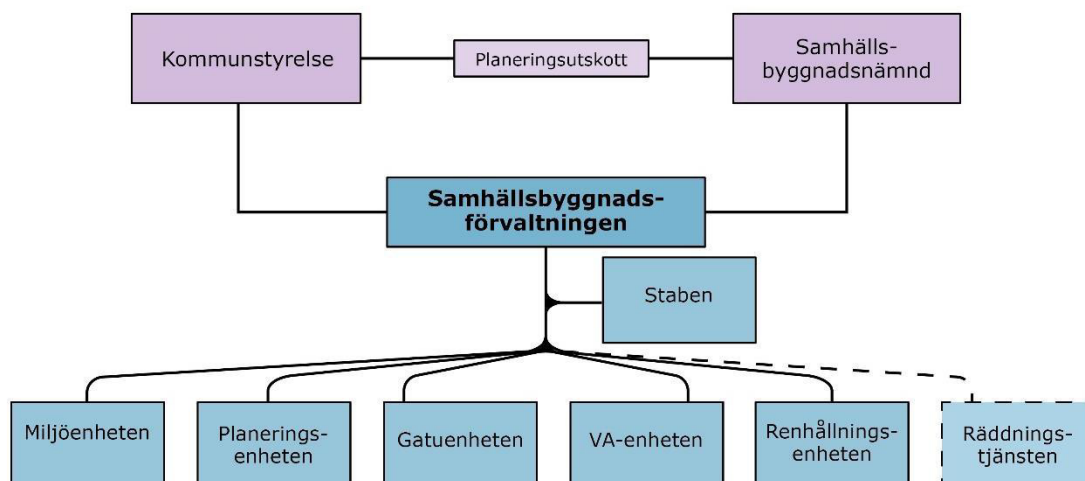 Kommunstyrelse
Planeringsutskott
Samhälls-
byggnadsnämnd
Samhällsbyggnads-
förvaltningen
Staben
Miljöenheten
Planerings-
enheten
Gatuenheten
VA-enheten
Renhållnings-
enheten
Räddnings-
tjänsten